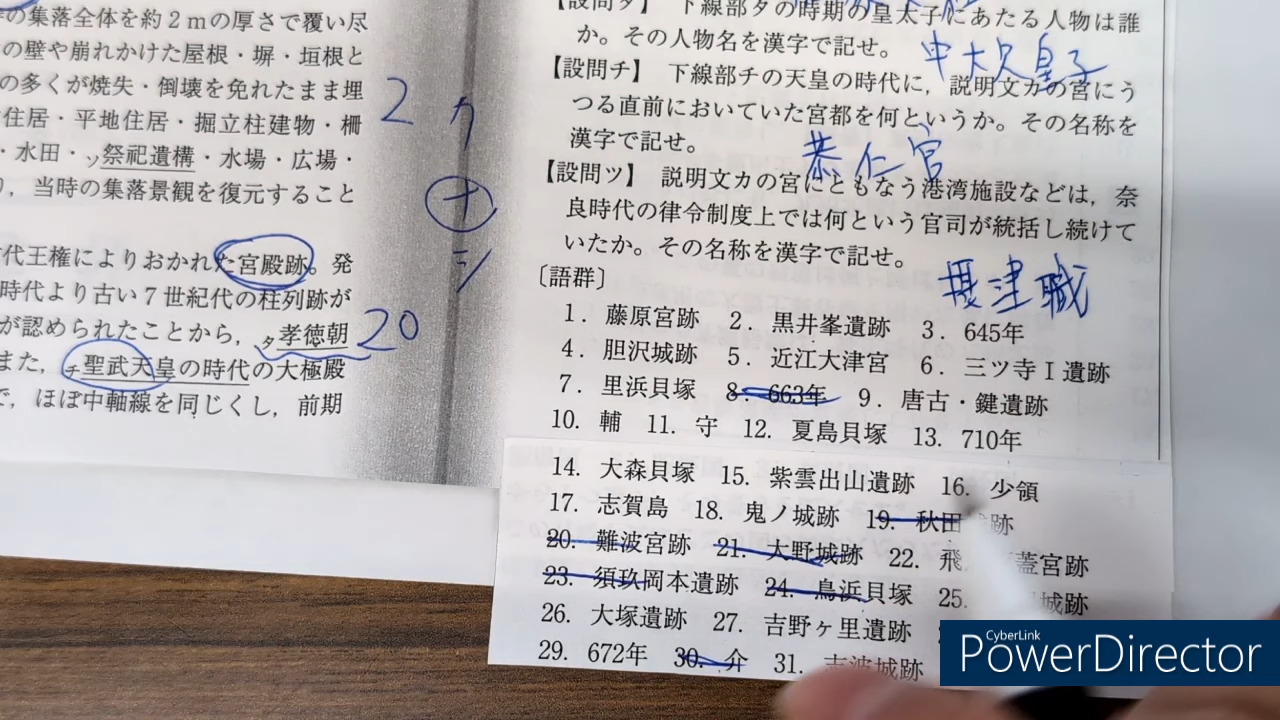 の集落全体を約２ｍの厚さで覆い尽
の壁や崩れかけた屋根・塀・垣根と
の多くが焼失・倒壊を免れたまま埋
住居・平地住居・掘立柱建物・柵
・水田・ッ祭祀遺構・水場・広場・
り，当時の集落景観を復元すること
代王権によりおかれた宮殿跡。発
時代より古い７世紀代の柱列跡が
が認められたことから，タ孝徳朝
また，チ聖武天皇の時代の大極殿
で，ほぼ中軸線を同じくし，前期
2
カ
ナ
シ
20
【設問タ】 下線部タの時期の皇太子にあたる人物は誰
か。その人物名を漢字で記せ。
中大兄皇子
【設問チ】 下線部チの天皇の時代に，説明文カの宮にう
つる直前においていた宮都を何というか。その名称を
漢字で記せ。
恭仁宮
【設問ツ】 説明文カの宮にともなう港湾施設などは，奈
良時代の律令制度上では何という官司が統括し続けて
いたか。その名称を漢字で記せ。
摂津職
〔語群〕
1．藤原宮跡 2．黒井峯遺跡 3．645年
4．胆沢城跡 5．近江大津宮 6．三ツ寺Ⅰ遺跡
7．里浜貝塚 8．663年 9．唐古・鍵遺跡
10．輔 11．守 12．夏島貝塚 13．710年
14．大森貝塚 15．紫雲出山遺跡 16．少領
17．志賀島 18．鬼ノ城跡 19．秋田 跡
20．難波宮跡 21．大野城跡 22．飛 蓋宮跡
23．須玖岡本遺跡 24．鳥浜貝塚 25． 城跡
26．大塚遺跡 27．吉野ヶ里遺跡
29．672年 30．介 31．志波城跡
CyberLink
PowerDirector